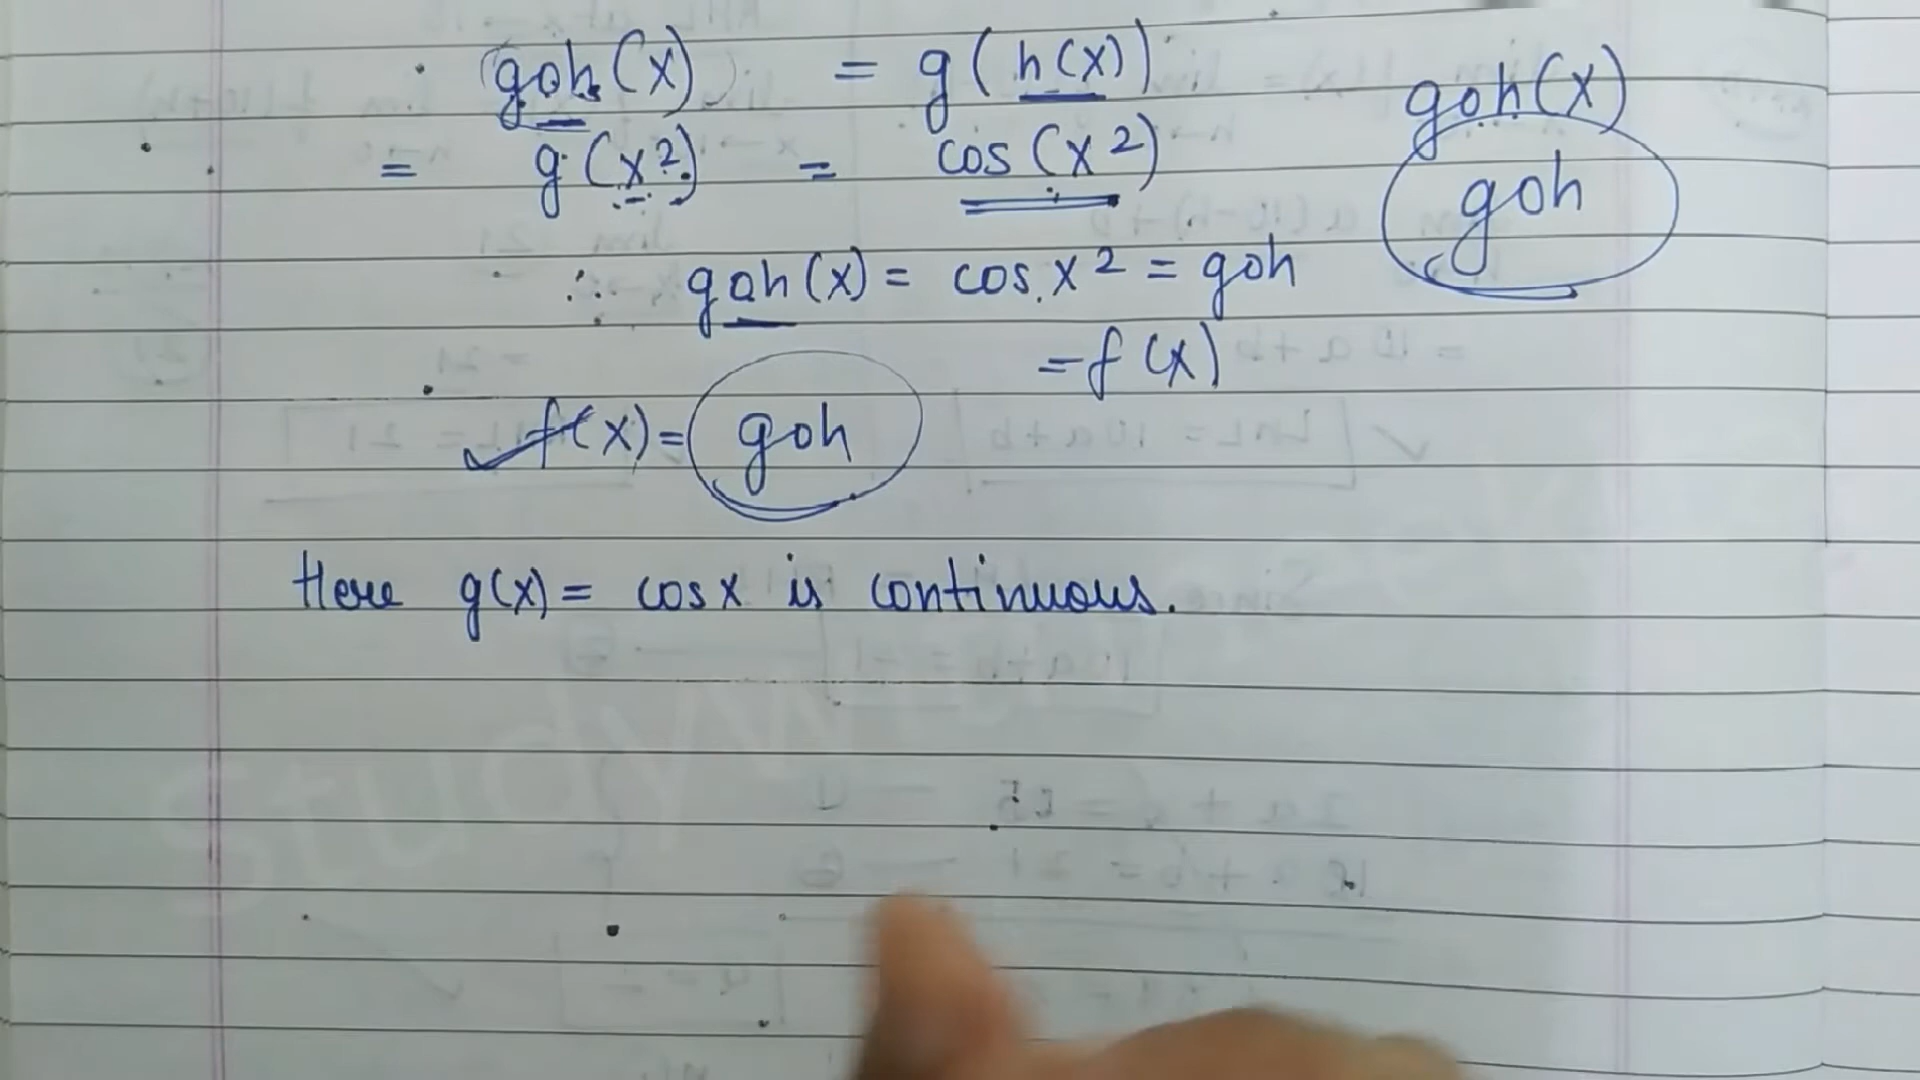 goh(x) = g(h(x))
goh(x)
= g(x²) = cos(x²)
goh
∴ goh(x) = cos x² = goh
= f(x)
f(x) = goh
Here g(x) = cos x is continuous.